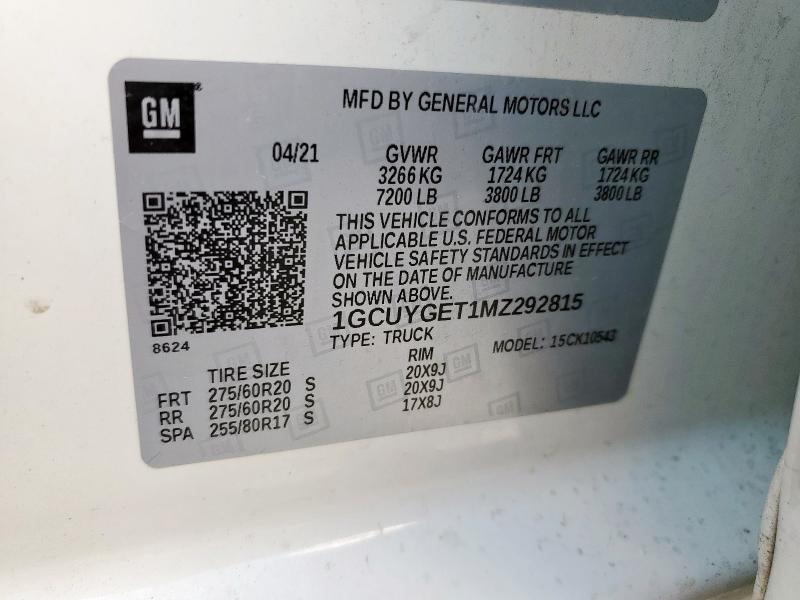 GM
MFD BY GENERAL MOTORS LLC
04/21 GVWR GAWR FRT GAWR RR
3266 KG 1724 KG 1724 KG
7200 LB 3800 LB 3800 LB
THIS VEHICLE CONFORMS TO ALL
APPLICABLE U.S. FEDERAL MOTOR
VEHICLE SAFETY STANDARDS IN EFFECT
ON THE DATE OF MANUFACTURE
SHOWN ABOVE.
1GCUYGET1MZ292815
8624
TYPE: TRUCK MODEL: 15CK10543
TIRE SIZE RIM
FRT 275/60R20 S 20X9J
RR 275/60R20 S 20X9J
SPA 255/80R17 S 17X8J